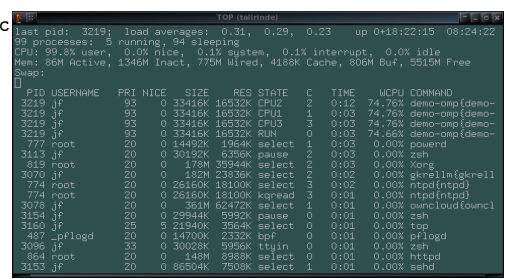 c
TOP (tallrinde)
last pid:  3219;  load averages:  0.31,  0.29,  0.23    up 0+18:22:15  08:24:22
99 processes:  5 running, 94 sleeping
CPU: 99.8% user,  0.0% nice,  0.1% system,  0.1% interrupt,  0.0% idle
Mem: 86M Active, 1346M Inact, 775M Wired, 4188K Cache, 806M Buf, 5515M Free
Swap:
PID USERNAME PRI NICE SIZE RES STATE C TIME WCPU COMMAND
3219 jf 93 0 33416K 16532K CPU2 2 0:12 74.76% demo-omp{demo-
3219 jf 93 0 33416K 16532K CPU1 1 0:03 74.76% demo-omp{demo-
3219 jf 93 0 33416K 16532K CPU3 3 0:03 74.76% demo-omp{demo-
3219 jf 93 0 33416K 16532K RUN 0 0:03 74.66% demo-omp{demo-
777 root 20 0 14492K 1964K select 1 0:03 0.00% powerd
3113 jf 20 0 30192K 6356K pause 2 0:03 0.00% zsh
819 root 20 0 178M 35944K select 2 0:03 0.00% Xorg
3070 jf 20 0 182M 23836K select 2 0:02 0.00% gkrellm{gkrell
774 root 20 0 26160K 18100K select 3 0:02 0.00% ntpd{ntpd}
774 root 20 0 26160K 18100K kqread 3 0:01 0.00% ntpd{ntpd}
3078 jf 20 0 361M 62472K select 1 0:01 0.00% owncloud{owncl
3154 jf 20 0 29944K 5992K pause 0 0:01 0.00% zsh
3160 jf 25 5 21940K 3564K select 0 0:01 0.00% top
487 _pflogd 20 0 14700K 2332K bpf 0 0:01 0.00% pflogd
3096 jf 33 0 30028K 5956K ttyin 0 0:01 0.00% zsh
864 root 20 0 148M 8988K select 0 0:01 0.00% httpd
3153 jf 20 0 86504K 7508K select 1 0:01 0.00% sshd